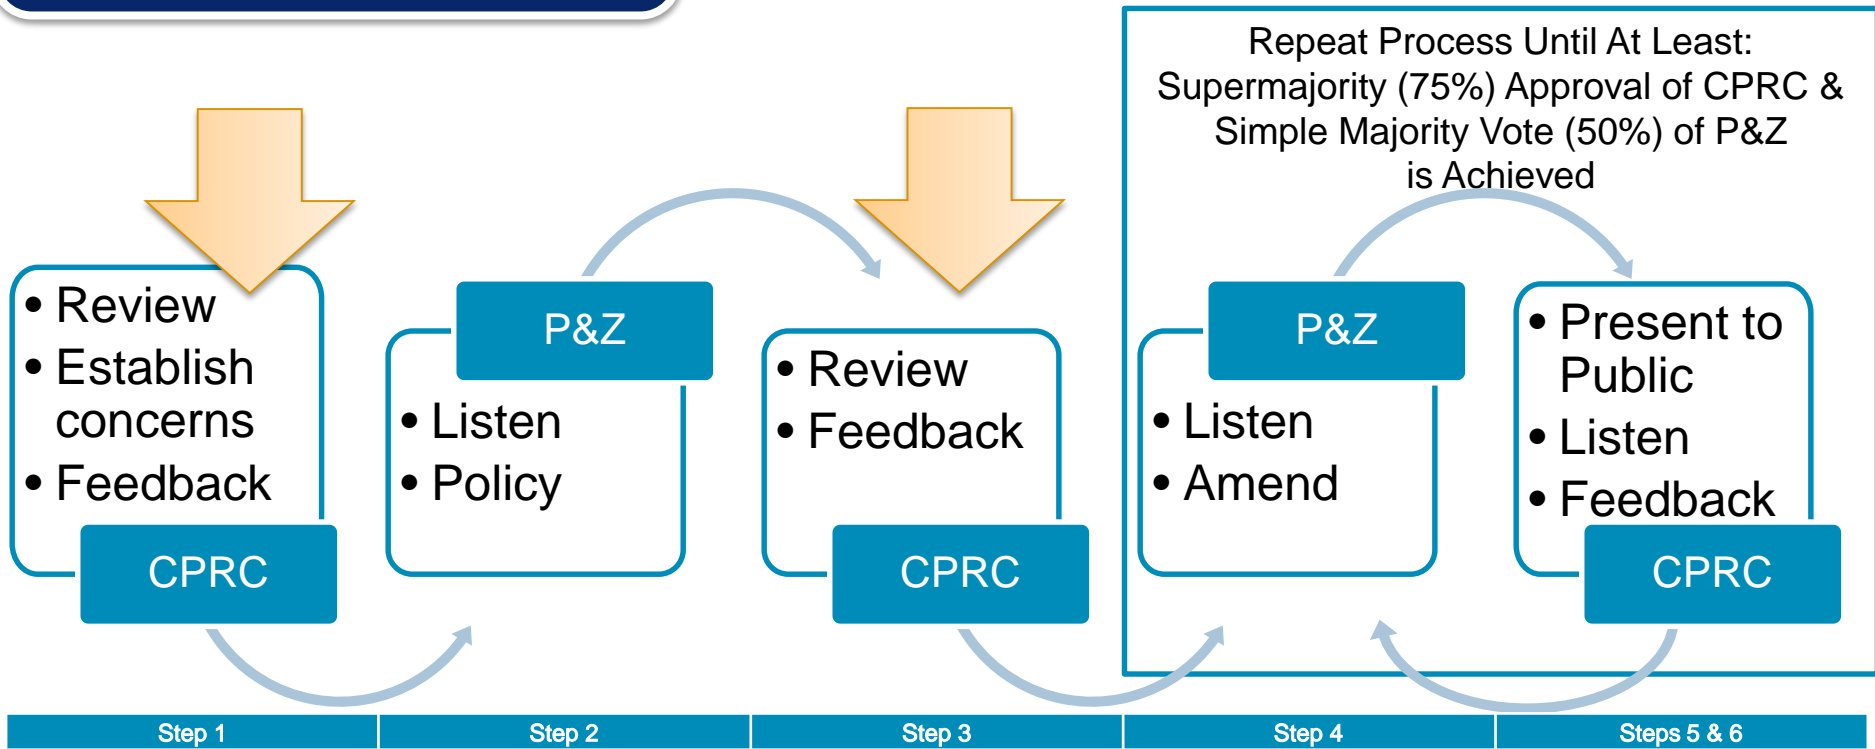 Repeat Process Until At Least:
Supermajority (75%) Approval of CPRC &
Simple Majority Vote (50%) of P&Z
is Achieved
• Review
• Establish
concerns
• Feedback
CPRC
P&Z
• Listen
• Policy
• Review
• Feedback
CPRC
P&Z
• Listen
• Amend
• Present to
Public
• Listen
• Feedback
CPRC
Step 1
Step 2
Step 3
Step 4
Steps 5 & 6